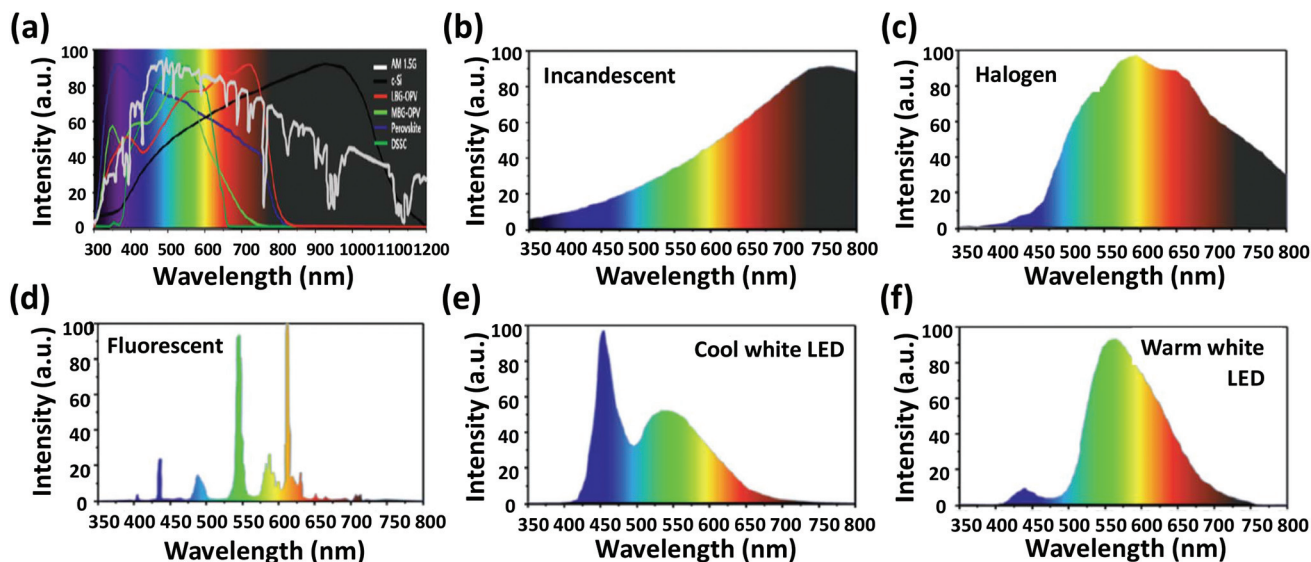 (a)
Intensity (a.u.)
100
80
60
40
20
0
AM 1.5G
c-Si
LBG-OPV
MBG-OPV
Perovskite
DSSC
300 400 500 600 700 800 900 1000 1100 1200
Wavelength (nm)
(b)
Intensity (a.u.)
100
80
60
40
20
0
Incandescent
350 400 450 500 550 600 650 700 750 800
Wavelength (nm)
(c)
Intensity (a.u.)
100
80
60
40
20
0
Halogen
350 400 450 500 550 600 650 700 750 800
Wavelength (nm)
(d)
Intensity (a.u.)
100
80
60
40
20
0
Fluorescent
350 400 450 500 550 600 650 700 750 800
Wavelength (nm)
(e)
Intensity (a.u.)
100
80
60
40
20
0
Cool white LED
350 400 450 500 550 600 650 700 750 800
Wavelength (nm)
(f)
Intensity (a.u.)
100
80
60
40
20
0
Warm white
LED
350 400 450 500 550 600 650 700 750 800
Wavelength (nm)